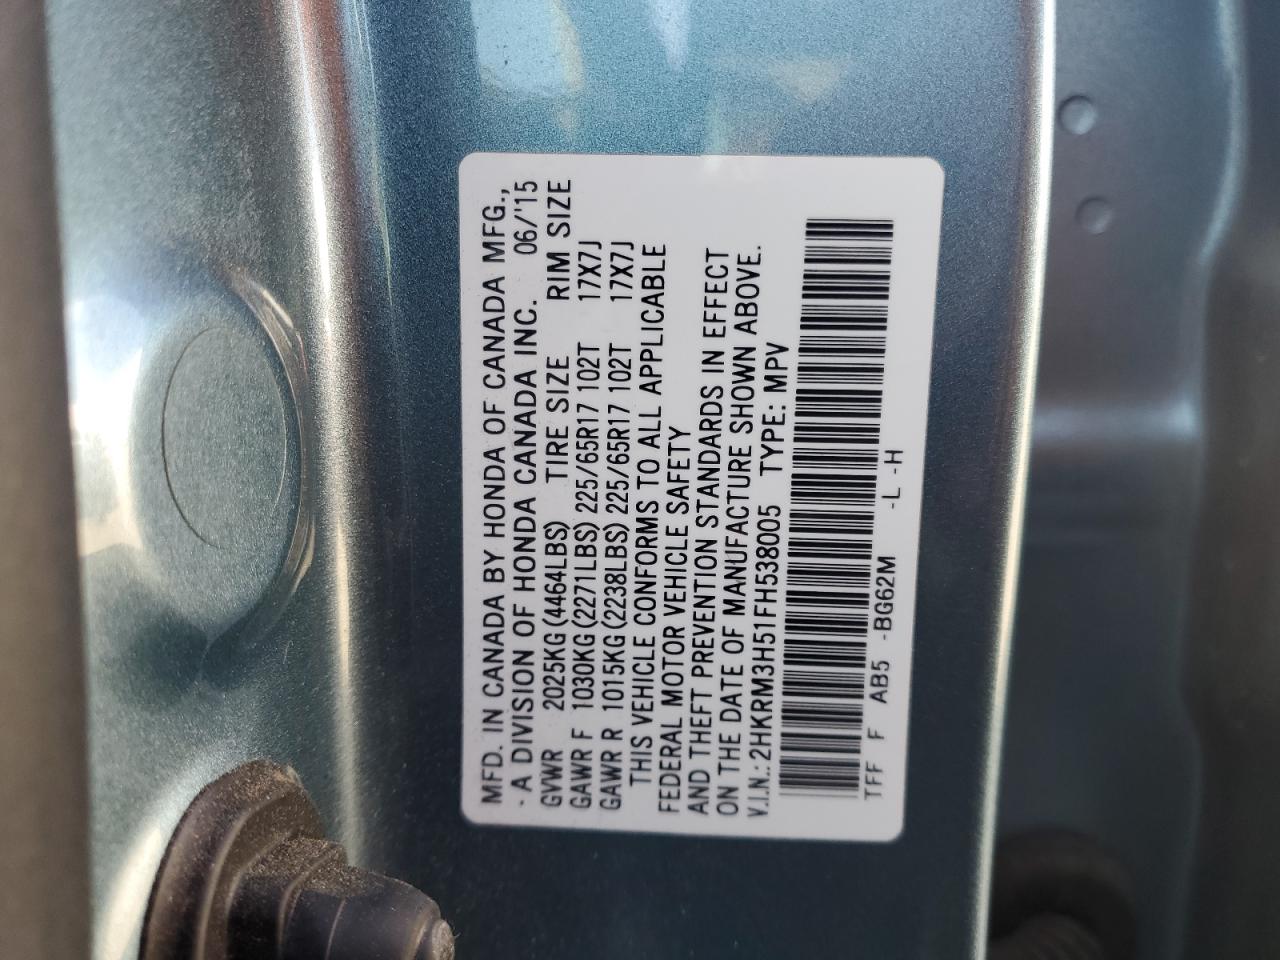 MFD. IN CANADA BY HONDA OF CANADA MFG.,
- A DIVISION OF HONDA CANADA INC. 06/'15
GVWR 2025KG(4464LBS) TIRE SIZE RIM SIZE
GAWR F 1030KG(2271LBS) 225/65R17 102T 17X7J
GAWR R 1015KG(2238LBS) 225/65R17 102T 17X7J
THIS VEHICLE CONFORMS TO ALL APPLICABLE
FEDERAL MOTOR VEHICLE SAFETY
AND THEFT PREVENTION STANDARDS IN EFFECT
ON THE DATE OF MANUFACTURE SHOWN ABOVE.
V.I.N.: 2HKRM3H51FH538005 TYPE: MPV
TFF F AB5 -BG62M -L -H